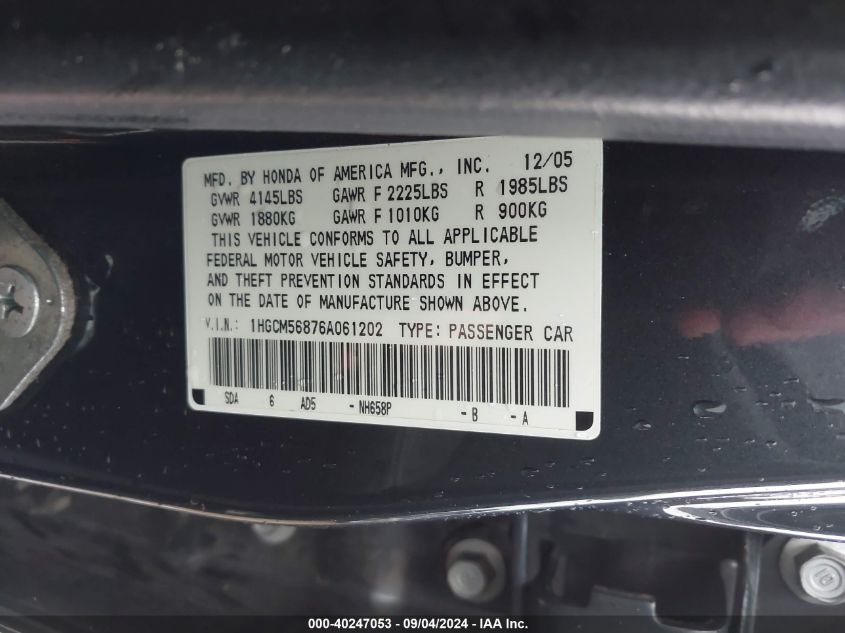 MFD. BY HONDA OF AMERICA MFG., INC. 12/05
GVWR 4145LBS GAWR F 2225LBS R 1985LBS
GVWR 1880KG GAWR F 1010KG R 900KG
THIS VEHICLE CONFORMS TO ALL APPLICABLE
FEDERAL MOTOR VEHICLE SAFETY, BUMPER,
AND THEFT PREVENTION STANDARDS IN EFFECT
ON THE DATE OF MANUFACTURE SHOWN ABOVE.
V.I.N.: 1HGCM56876A061202 TYPE: PASSENGER CAR
SDA 6 AD5 -NH658P -B -A
000-40247053 - 09/04/2024 - IAA Inc.